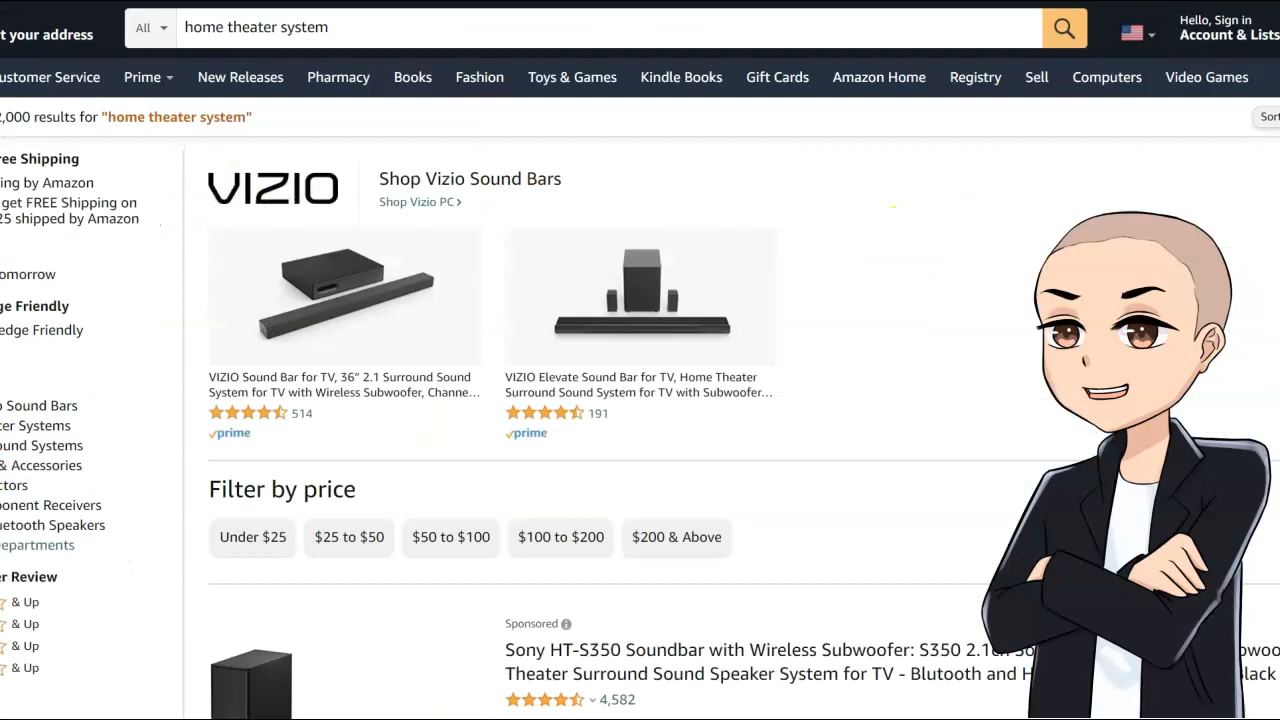 t your address
All
home theater system
Hello, Sign in
Account & Lists
ustomer Service
Prime
New Releases
Pharmacy
Books
Fashion
Toys & Games
Kindle Books
Gift Cards
Amazon Home
Registry
Sell
Computers
Video Games
2,000 results for "home theater system"
Sort
ree Shipping
ing by Amazon
get FREE Shipping on
25 shipped by Amazon
omorrow
ge Friendly
edge Friendly
o Sound Bars
ter Systems
ound Systems
& Accessories
ctors
ponent Receivers
uetooth Speakers
epartments
er Review
& Up
& Up
& Up
& Up
VIZIO
Shop Vizio Sound Bars
Shop Vizio PC
VIZIO Sound Bar for TV, 36” 2.1 Surround Sound
System for TV with Wireless Subwoofer, Channe…
514
prime
VIZIO Elevate Sound Bar for TV, Home Theater
Surround Sound System for TV with Subwoofer…
191
prime
Filter by price
Under $25
$25 to $50
$50 to $100
$100 to $200
$200 & Above
Sponsored
Sony HT-S350 Soundbar with Wireless Subwoofer: S350 2.1ch So
Theater Surround Sound Speaker System for TV - Blutooth and H
4,582